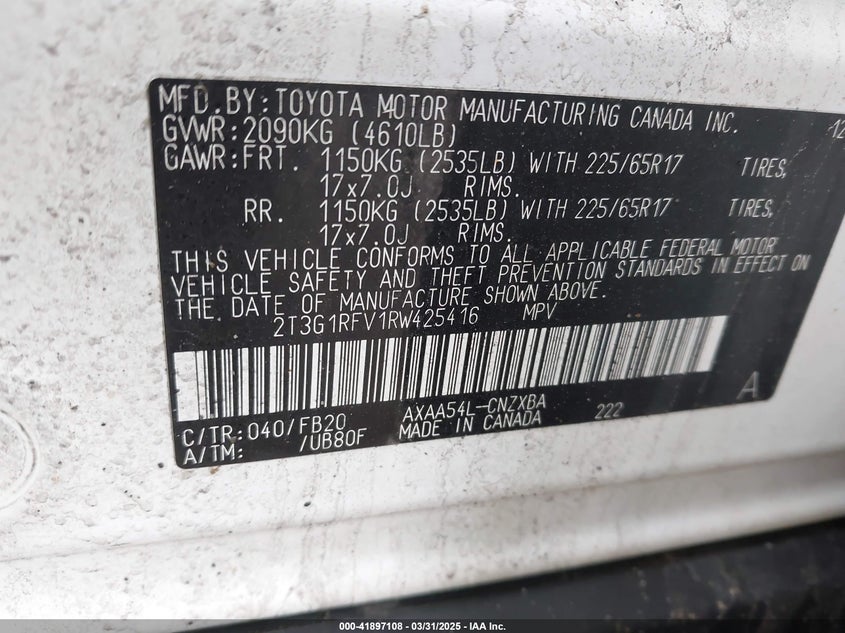 MFD. BY: TOYOTA MOTOR MANUFACTURING CANADA INC. 12
GVWR: 2090KG (4610LB)
GAWR: FRT. 1150KG (2535LB) WITH 225/65R17 TIRES,
17x7.0J RIMS.
RR. 1150KG (2535LB) WITH 225/65R17 TIRES,
17x7.0J RIMS.
THIS VEHICLE CONFORMS TO ALL APPLICABLE FEDERAL MOTOR
VEHICLE SAFETY AND THEFT PREVENTION STANDARDS IN EFFECT ON
THE DATE OF MANUFACTURE SHOWN ABOVE.
2T3G1RFV1RW425416 MPV
A
C/TR: 040/FB20 AXAA54L-CNZXBA 222
A/TM: /UB80F MADE IN CANADA
000-41897108 — 03/31/2025 — IAA Inc.